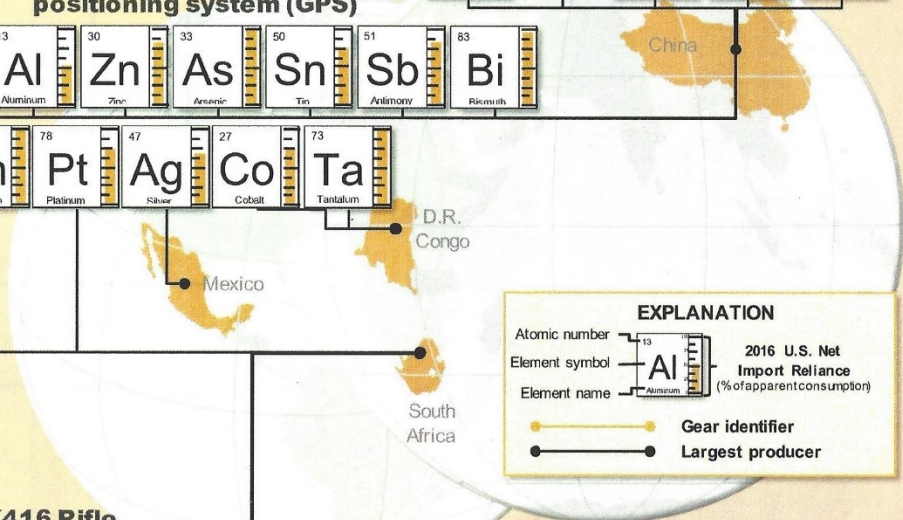 positioning system (GPS)
13
Al
Aluminum
30
Zn
Zinc
33
As
Arsenic
50
Sn
Tin
51
Sb
Antimony
83
Bi
Bismuth
China
78
Pt
Platinum
47
Ag
Silver
27
Co
Cobalt
73
Ta
Tantalum
D.R.
Congo
Mexico
South
Africa
EXPLANATION
Atomic number
Element symbol
Element name
13
Al
Aluminum
2016 U.S. Net
Import Reliance
(% of apparent consumption)
Gear identifier
Largest producer
416 Rifle